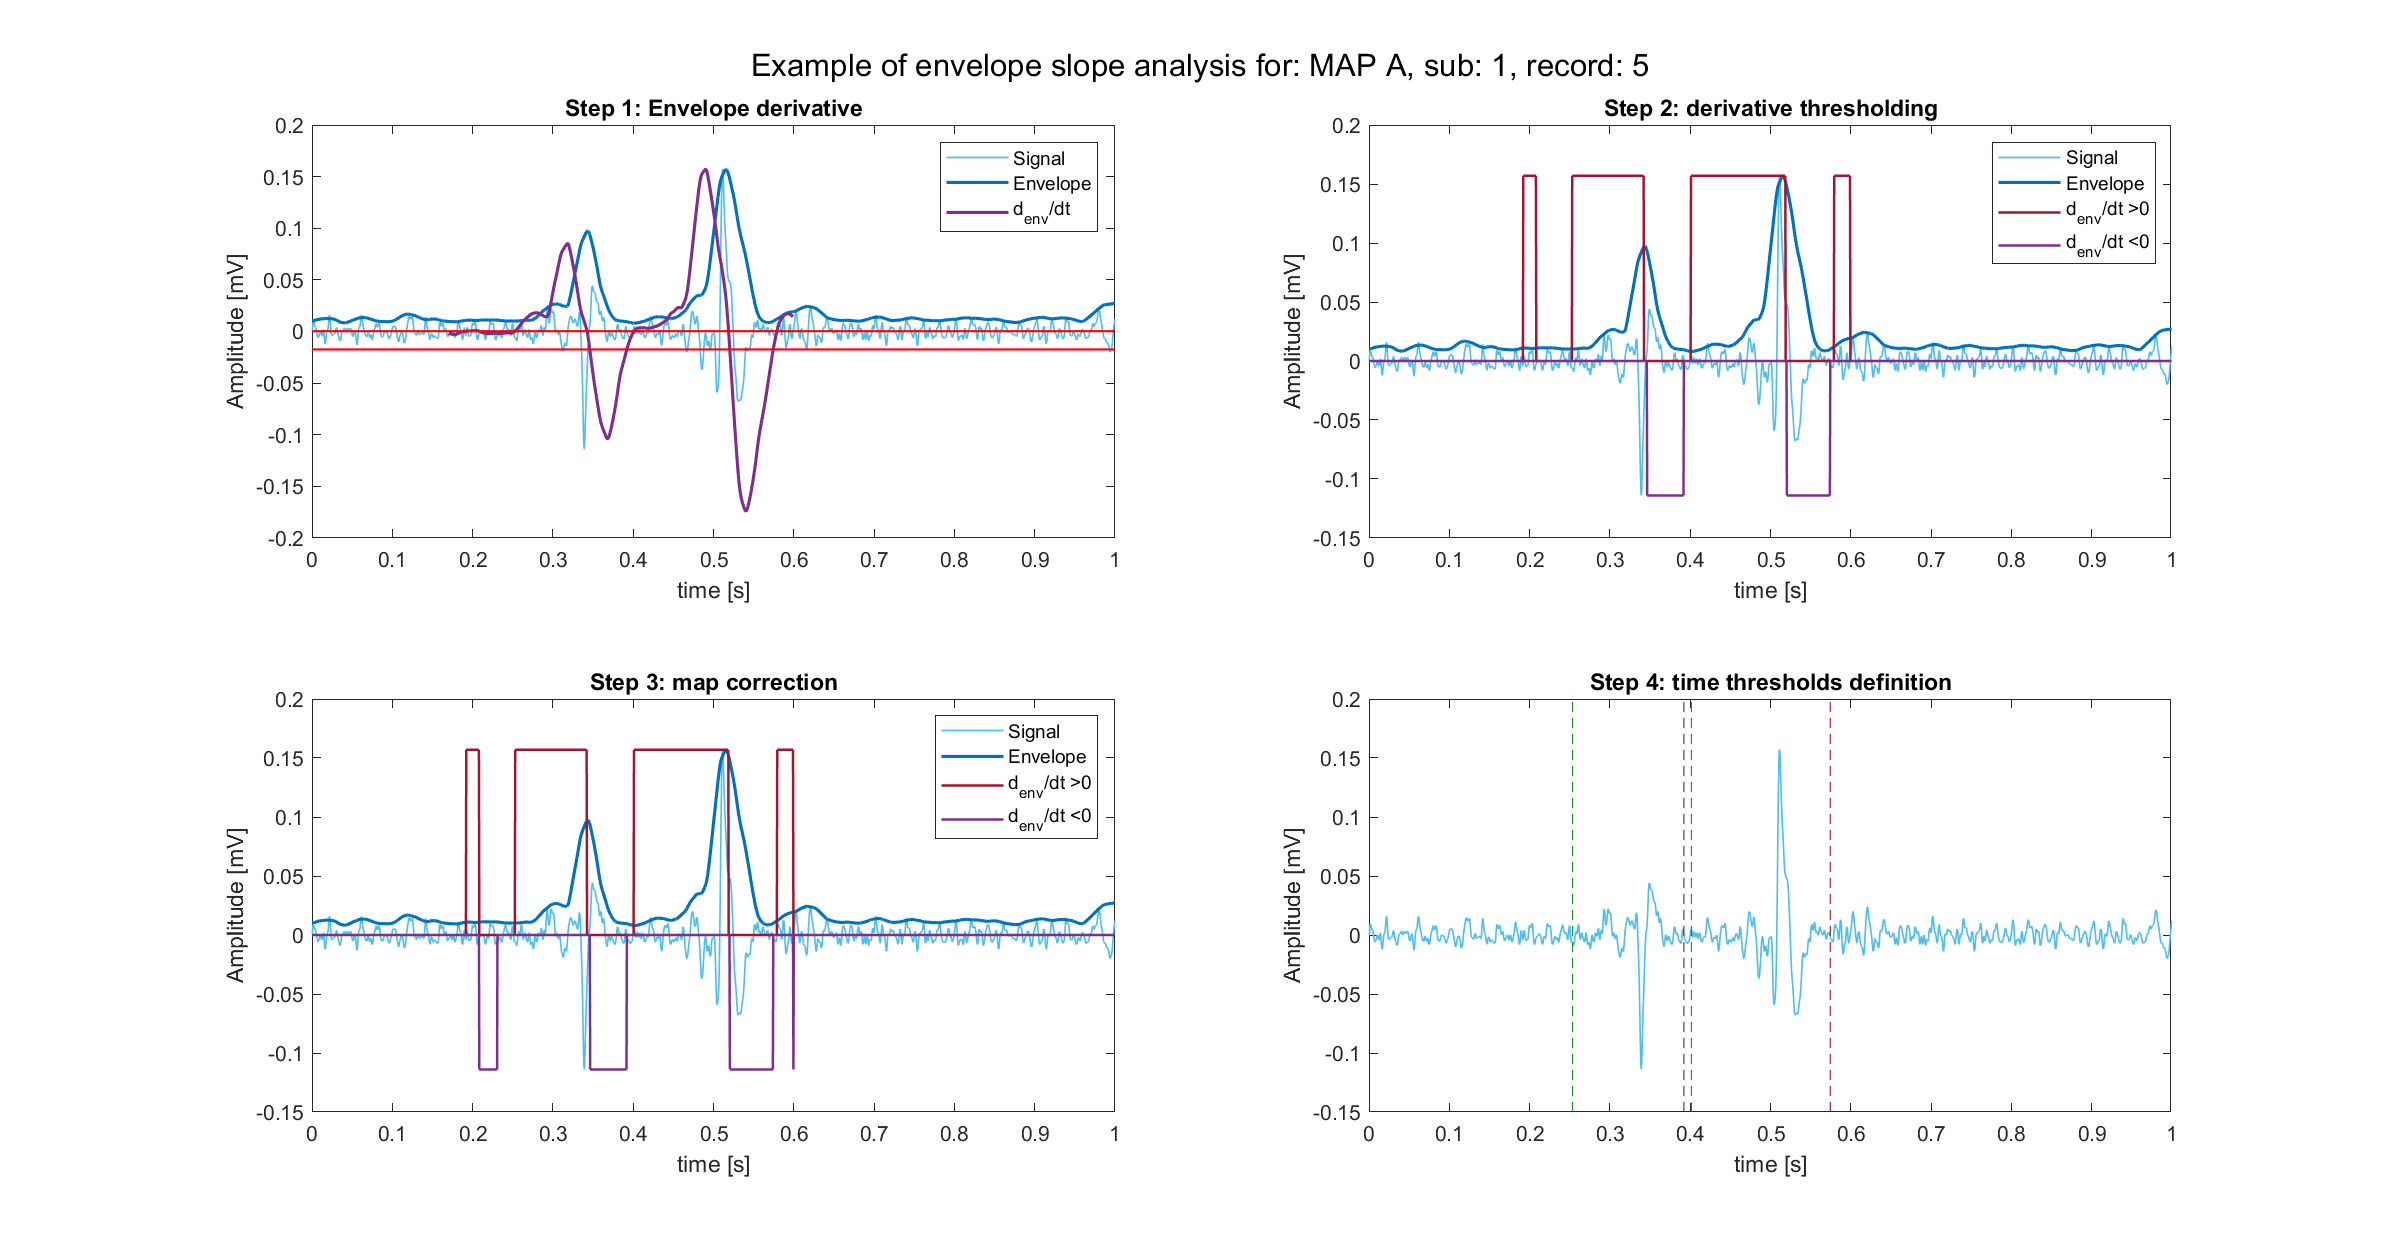 Example of envelope slope analysis for: MAP A, sub: 1, record: 5
Step 1: Envelope derivative
0.2
0.15
0.1
0.05
0
-0.05
-0.1
-0.15
-0.2
Amplitude [mV]
0 0.1 0.2 0.3 0.4 0.5 0.6 0.7 0.8 0.9 1
time [s]
Signal
Envelope
d_env/dt
Step 2: derivative thresholding
0.2
0.15
0.1
0.05
0
-0.05
-0.1
-0.15
Amplitude [mV]
0 0.1 0.2 0.3 0.4 0.5 0.6 0.7 0.8 0.9 1
time [s]
Signal
Envelope
d_env/dt >0
d_env/dt <0
Step 3: map correction
0.2
0.15
0.1
0.05
0
-0.05
-0.1
-0.15
Amplitude [mV]
0 0.1 0.2 0.3 0.4 0.5 0.6 0.7 0.8 0.9 1
time [s]
Signal
Envelope
d_env/dt >0
d_env/dt <0
Step 4: time thresholds definition
0.2
0.15
0.1
0.05
0
-0.05
-0.1
-0.15
Amplitude [mV]
0 0.1 0.2 0.3 0.4 0.5 0.6 0.7 0.8 0.9 1
time [s]